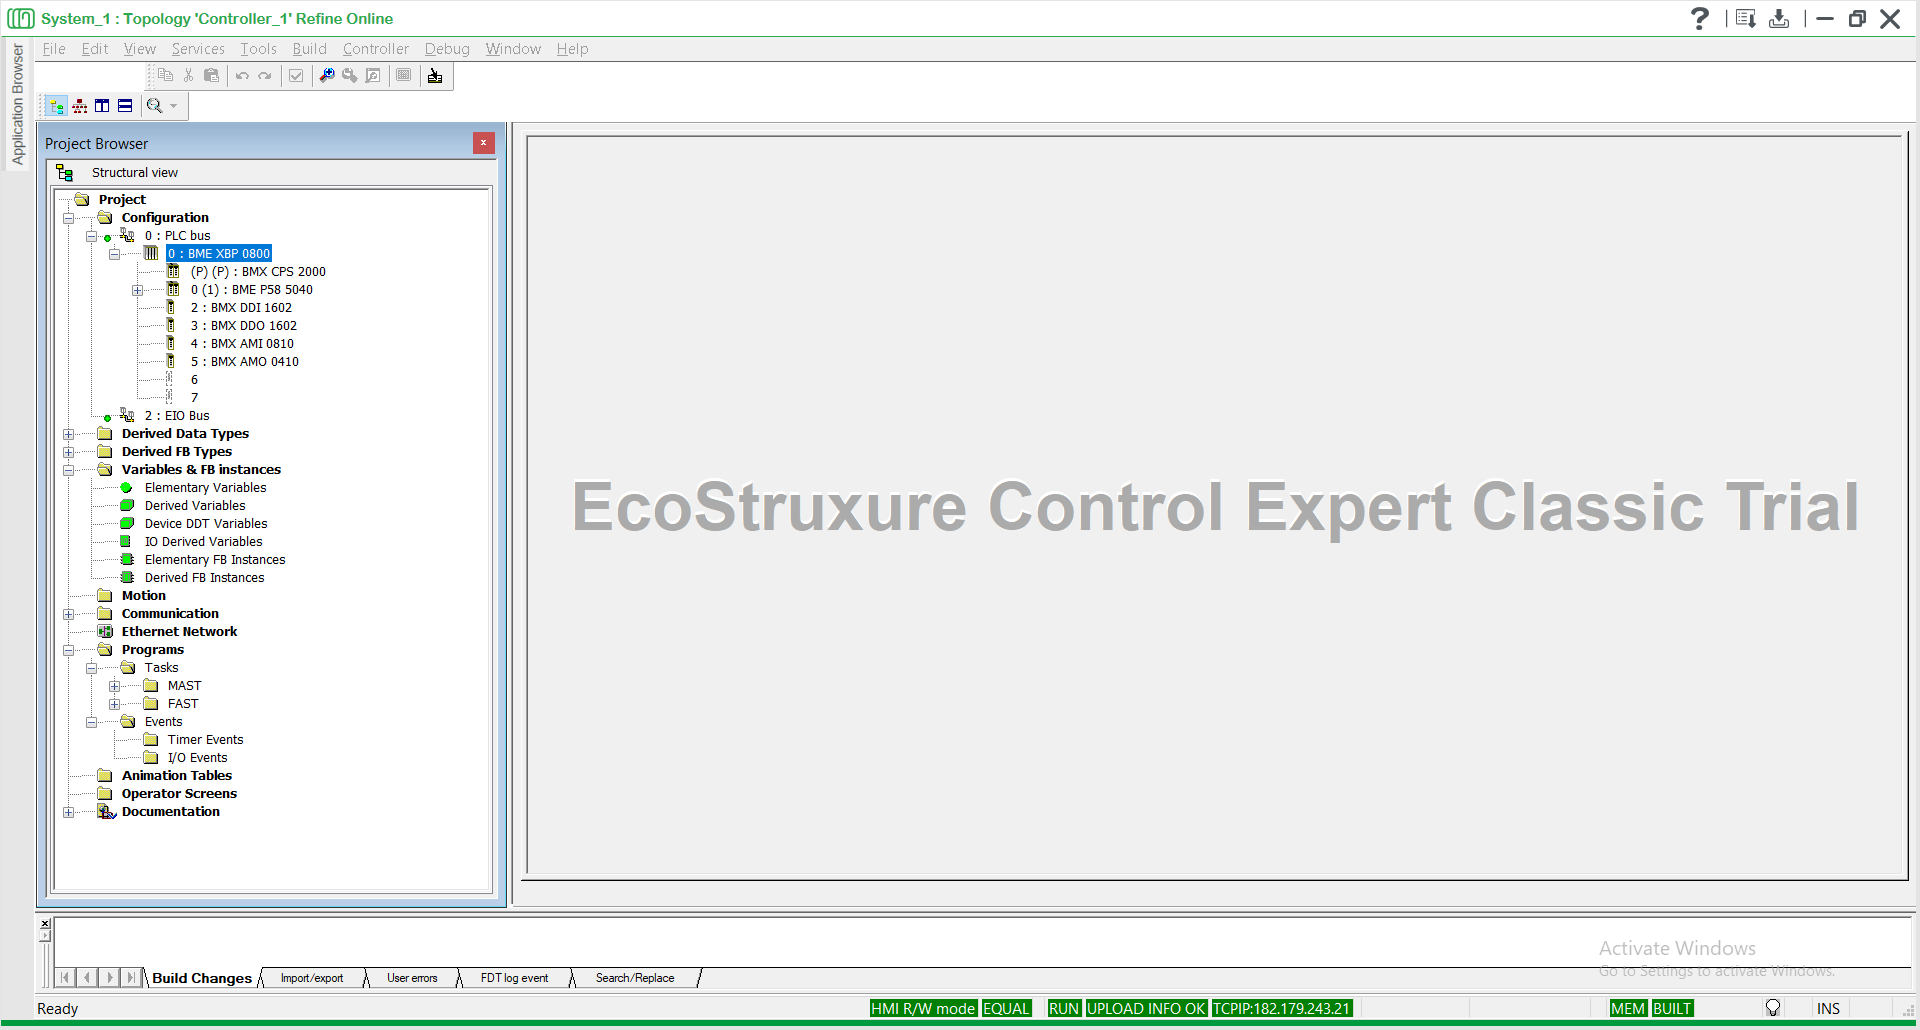 System_1 : Topology 'Controller_1' Refine Online
Application Browser
File Edit View Services Tools Build Controller Debug Window Help
Project Browser
Structural view
Project
Configuration
0 : PLC bus
0 : BME XBP 0800
(P) (P) : BMX CPS 2000
0 (1) : BME P58 5040
2 : BMX DDI 1602
3 : BMX DDO 1602
4 : BMX AMI 0810
5 : BMX AMO 0410
6
7
2 : EIO Bus
Derived Data Types
Derived FB Types
Variables & FB instances
Elementary Variables
Derived Variables
Device DDT Variables
IO Derived Variables
Elementary FB Instances
Derived FB Instances
Motion
Communication
Ethernet Network
Programs
Tasks
MAST
FAST
Events
Timer Events
I/O Events
Animation Tables
Operator Screens
Documentation
EcoStruxure Control Expert Classic Trial
Activate Windows
Go to Settings to activate Windows.
Build Changes Import/export User errors FDT log event Search/Replace
Ready HMI R/W mode EQUAL RUN UPLOAD INFO OK TCPIP:182.179.243.21 MEM BUILT INS